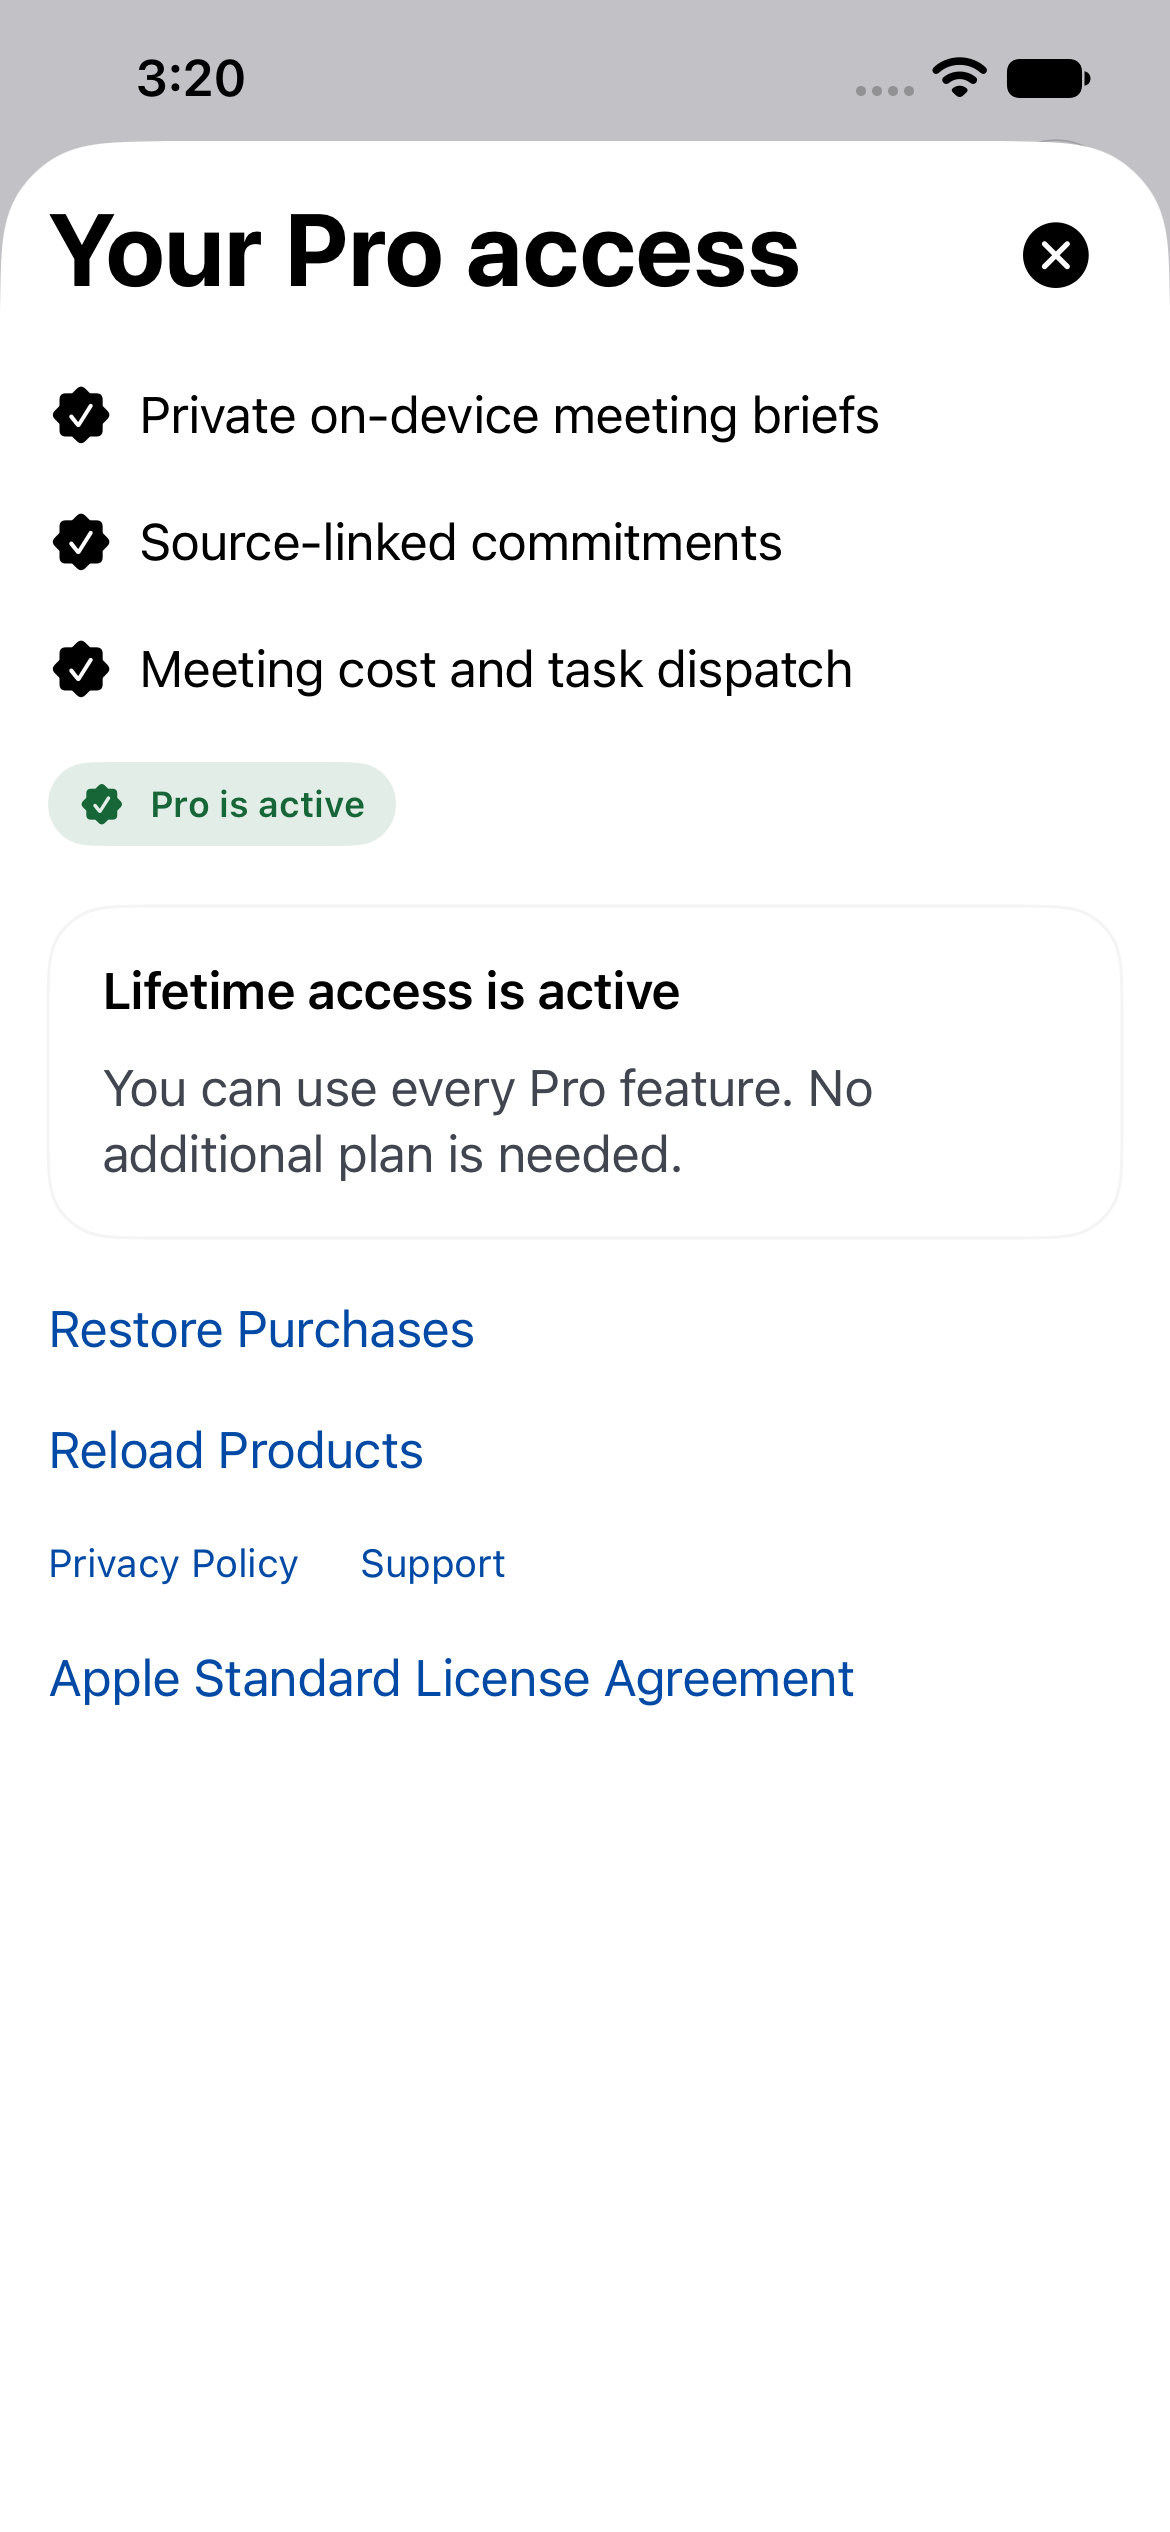 3:20
Your Pro access
Private on-device meeting briefs
Source-linked commitments
Meeting cost and task dispatch
Pro is active
Lifetime access is active
You can use every Pro feature. No
additional plan is needed.
Restore Purchases
Reload Products
Privacy Policy Support
Apple Standard License Agreement